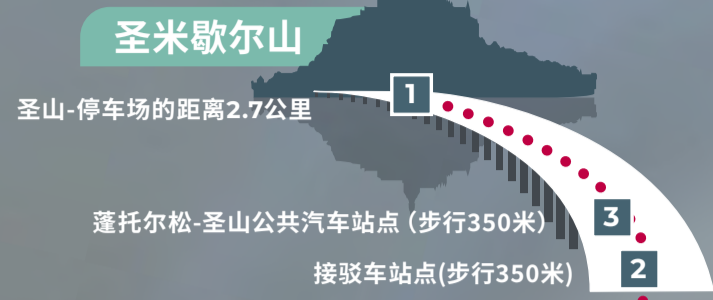 圣米歇尔山
1
圣山-停车场的距离2.7公里
蓬托尔松-圣山公共汽车站点（步行350米）
3
接驳车站点(步行350米)
2